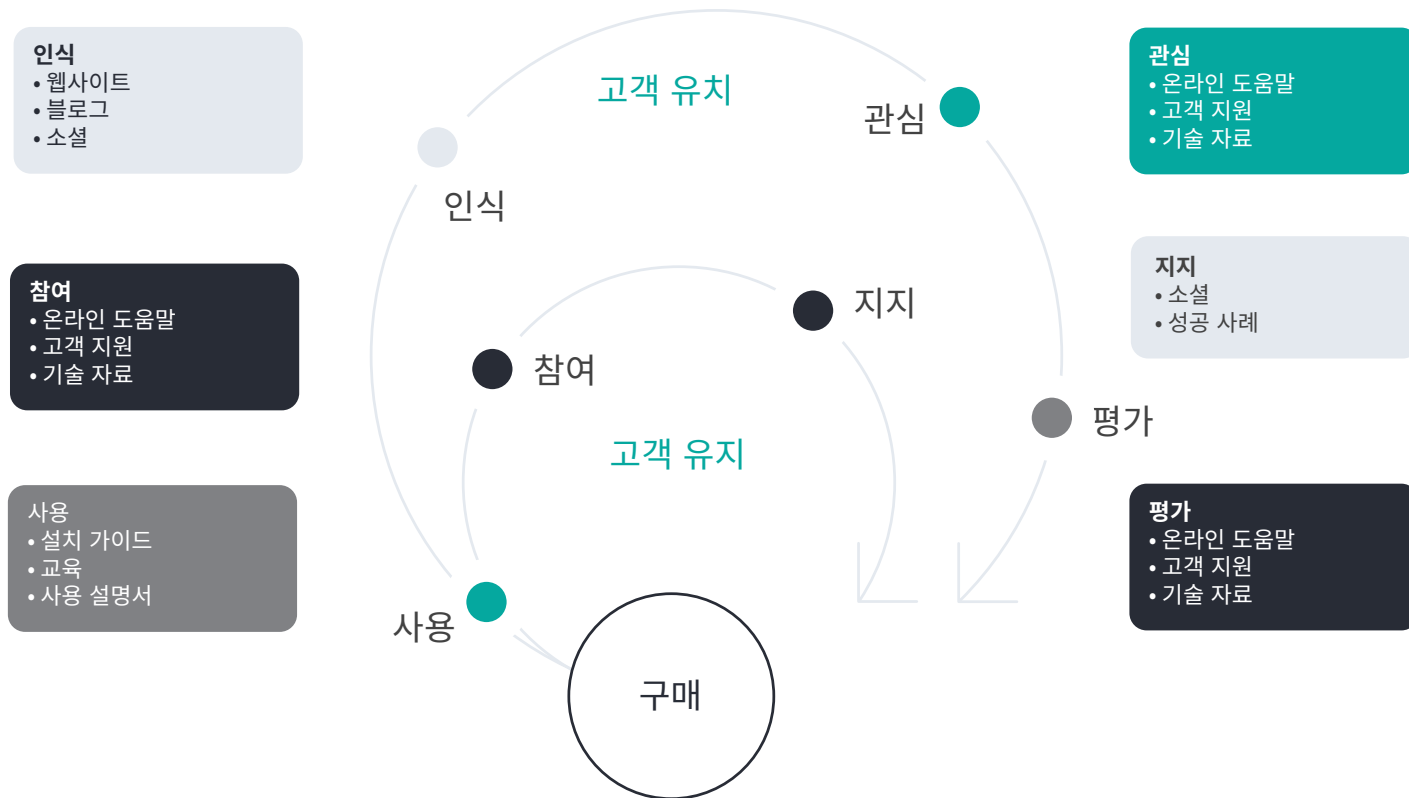 인식
• 웹사이트
• 블로그
• 소셜
참여
• 온라인 도움말
• 고객 지원
• 기술 자료
사용
• 설치 가이드
• 교육
• 사용 설명서
고객 유치
관심
인식
지지
참여
평가
고객 유지
사용
구매
관심
• 온라인 도움말
• 고객 지원
• 기술 자료
지지
• 소셜
• 성공 사례
평가
• 온라인 도움말
• 고객 지원
• 기술 자료